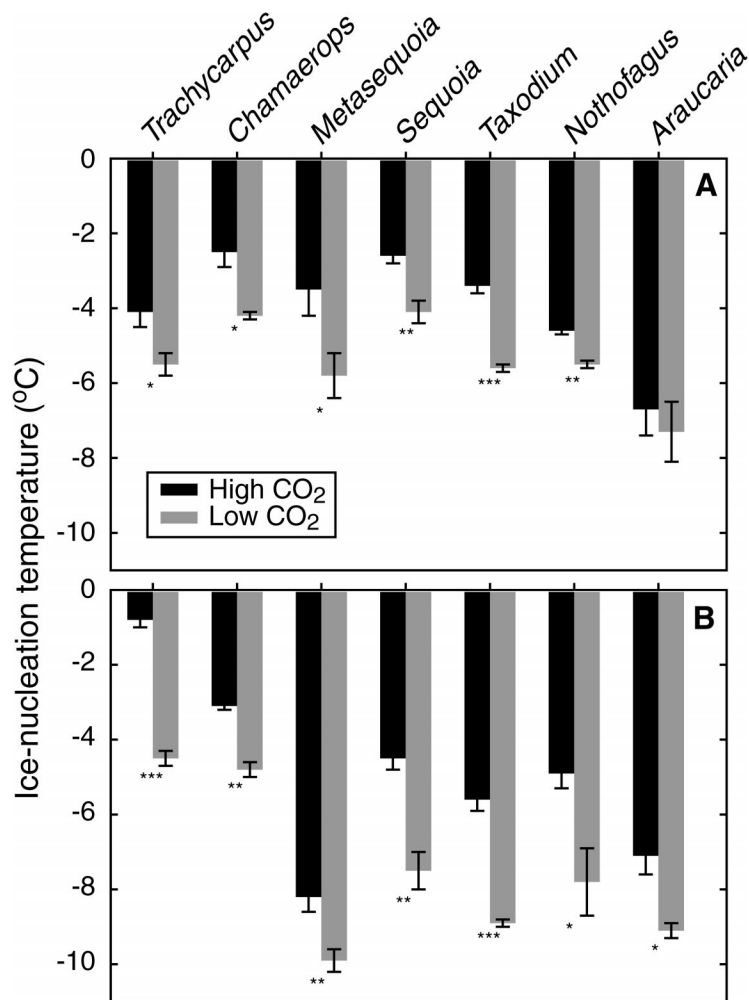 Trachycarpus
Chamaerops
Metasequoia
Sequoia
Taxodium
Nothofagus
Araucaria
Ice-nucleation temperature (ºC)
0
-2
-4
-6
-8
-10
A
*
*
*
**
***
**
High CO₂
Low CO₂
0
-2
-4
-6
-8
-10
B
***
**
**
**
***
*
*